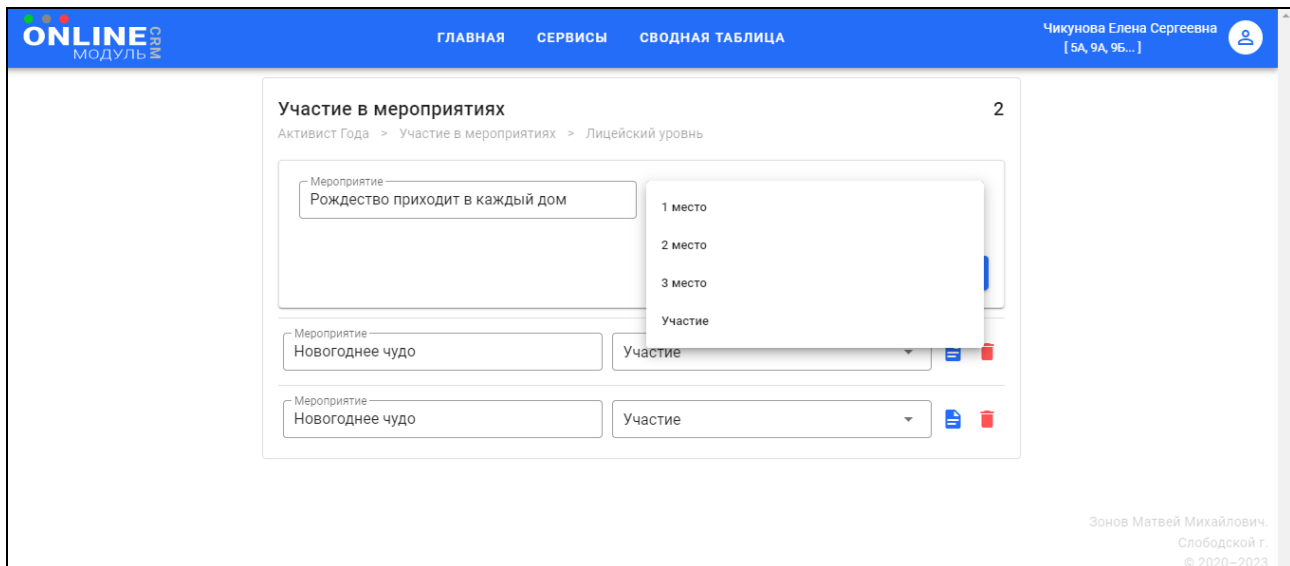 ONLINE CRM
МОДУЛЬ
ГЛАВНАЯ СЕРВИСЫ СВОДНАЯ ТАБЛИЦА
Чикунова Елена Сергеевна
[ 5А, 9А, 9Б... ]
Участие в мероприятиях 2
Активист Года > Участие в мероприятиях > Лицейский уровнь
Мероприятие
Рождество приходит в каждый дом
1 место
2 место
3 место
Участие
Мероприятие
Новогоднее чудо Участие
Мероприятие
Новогоднее чудо Участие
Зонов Матвей Михайлович.
Слободской г.
© 2020–2023